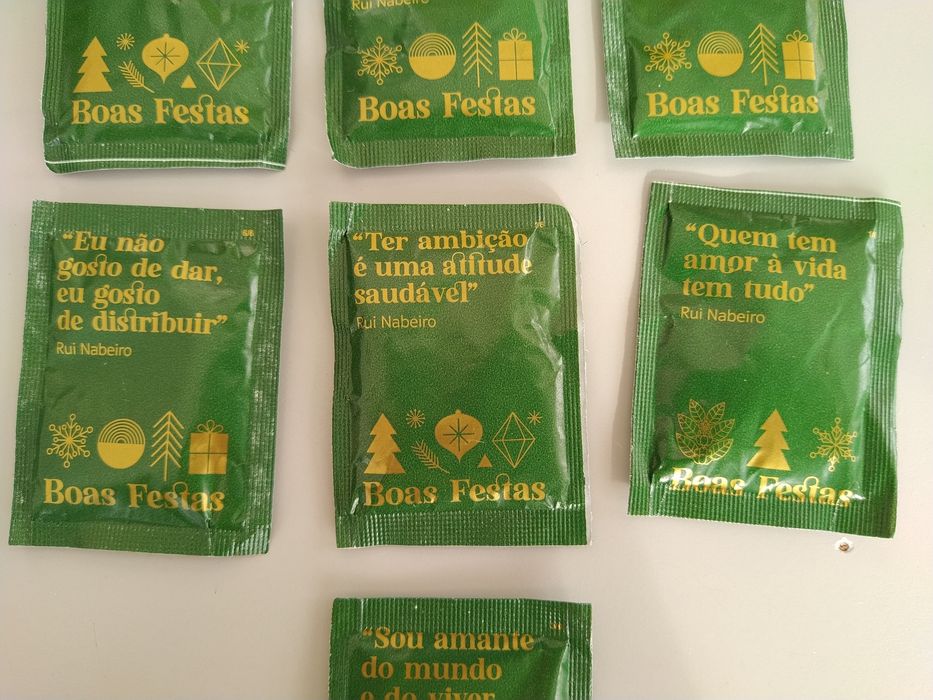 Boas Festas
Rui Nabeiro
Boas Festas
Boas Festas
“Eu não
gosto de dar,
eu gosto
de distribuir”
Rui Nabeiro
Boas Festas
“Ter ambição
é uma atitude
saudável”
Rui Nabeiro
Boas Festas
“Quem tem
amor à vida
tem tudo”
Rui Nabeiro
Boas Festas
“Sou amante
do mundo
e do viver